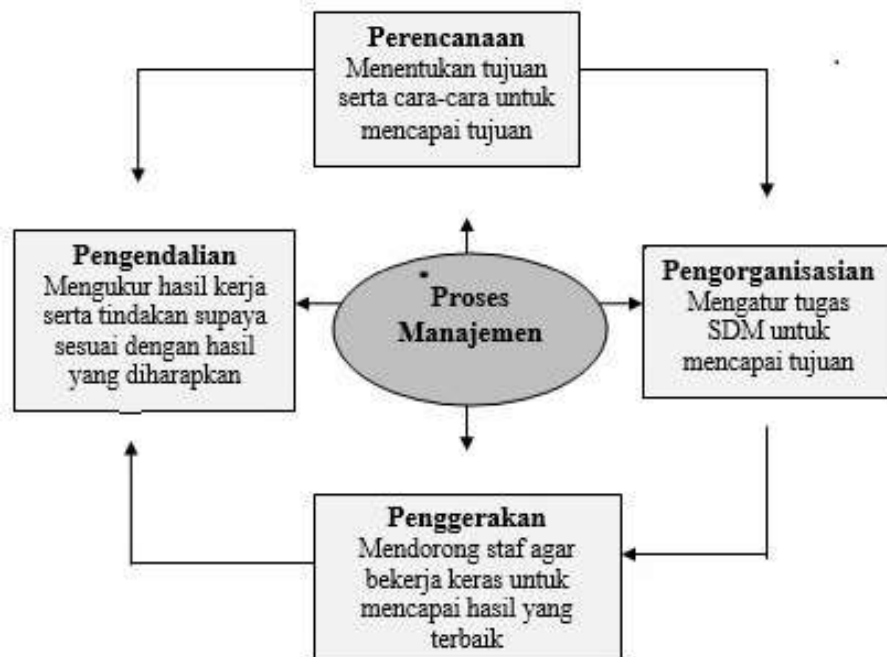 Perencanaan
Menentukan tujuan
serta cara-cara untuk
mencapai tujuan
Pengendalian
Mengukur hasil kerja
serta tindakan supaya
sesuai dengan hasil
yang diharapkan
Proses
Manajemen
Pengorganisasian
Mengatur tugas
SDM untuk
mencapai tujuan
Penggerakan
Mendorong staf agar
bekerja keras untuk
mencapai hasil yang
terbaik